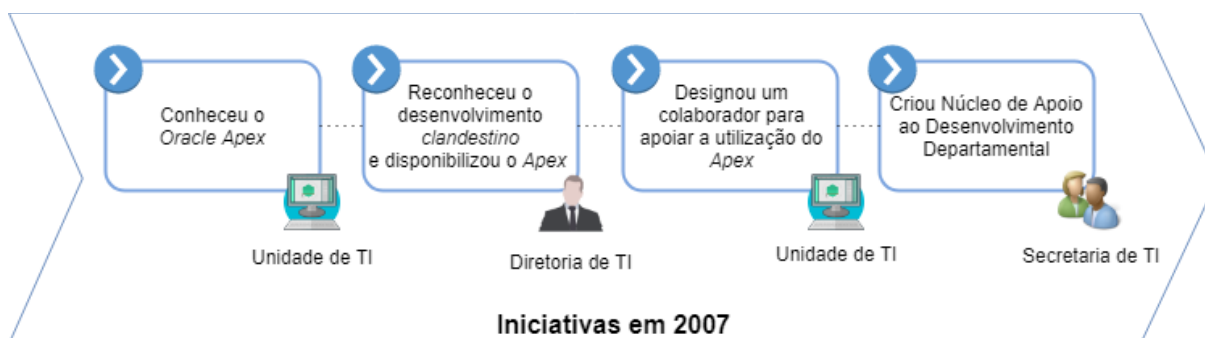 Conheceu o
Oracle Apex
Unidade de TI
Reconheceu o
desenvolvimento
clandestino
e disponibilizou o Apex
Diretoria de TI
Designou um
colaborador para
apoiar a utilização do
Apex
Unidade de TI
Criou Núcleo de Apoio
ao Desenvolvimento
Departamental
Secretaria de TI
Iniciativas em 2007